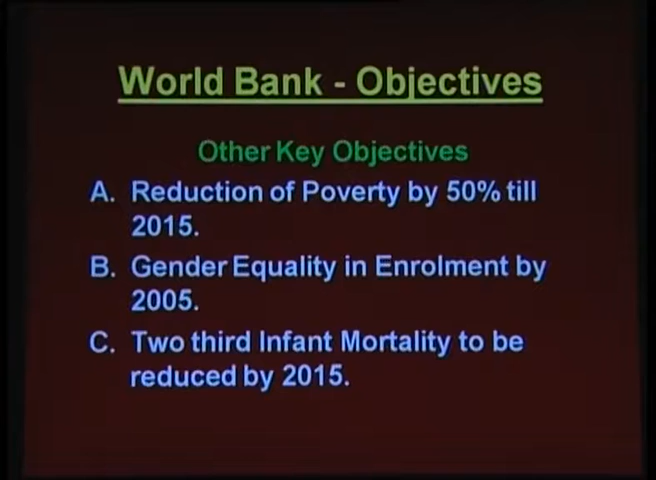 World Bank - Objectives
Other Key Objectives
A. Reduction of Poverty by 50% till
2015.
B. Gender Equality in Enrolment by
2005.
C. Two third Infant Mortality to be
reduced by 2015.